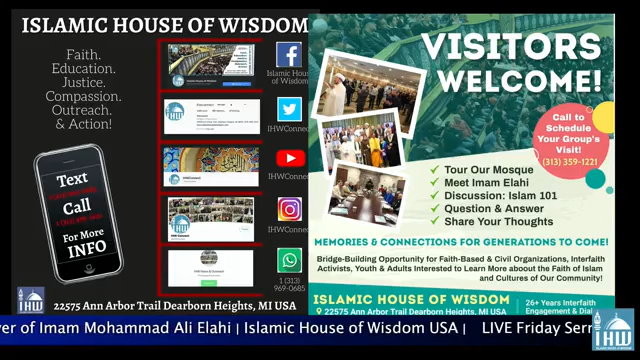 ISLAMIC HOUSE OF WISDOM
Faith.
Education.
Justice.
Compassion.
Outreach.
& Action!
Text
Call
For More
INFO
Islamic House
of Wisdom
IHWConnect
IHWConnect
IHWConnect
1 (313)
969-0685
22575 Ann Arbor Trail Dearborn Heights, MI USA
VISITORS
WELCOME!
Call to
Schedule
Your Group's
Visit!
(313) 359-1221
Tour Our Mosque
Meet Imam Elahi
Discussion: Islam 101
Question & Answer
Share Your Thoughts
MEMORIES & CONNECTIONS FOR GENERATIONS TO COME!
Bridge-Building Opportunity for Faith-Based & Civil Organizations, Interfaith
Activists, Youth & Adults Interested to Learn More aboout the Faith of Islam
and Cultures of Our Community!
ISLAMIC HOUSE OF WISDOM
22575 ANN ARBOR TRAIL DEARBORN HEIGHTS, MI USA
26+ Years Interfaith
Engagement & Dial
er of Imam Mohammad Ali Elahi | Islamic House of Wisdom USA | LIVE Friday Ser
IHW
IHW